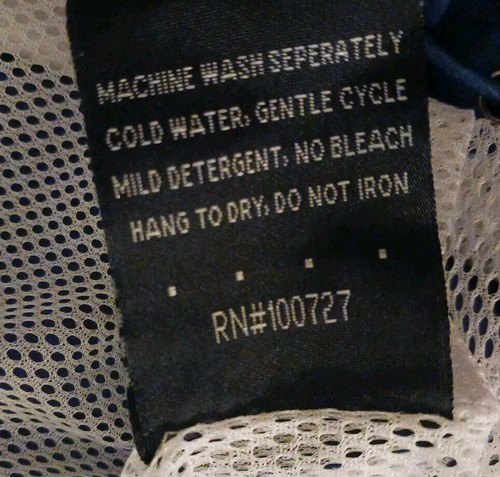 MACHINE WASH SEPERATELY
COLD WATER, GENTLE CYCLE
MILD DETERGENT, NO BLEACH
HANG TO DRY, DO NOT IRON
RN#100727